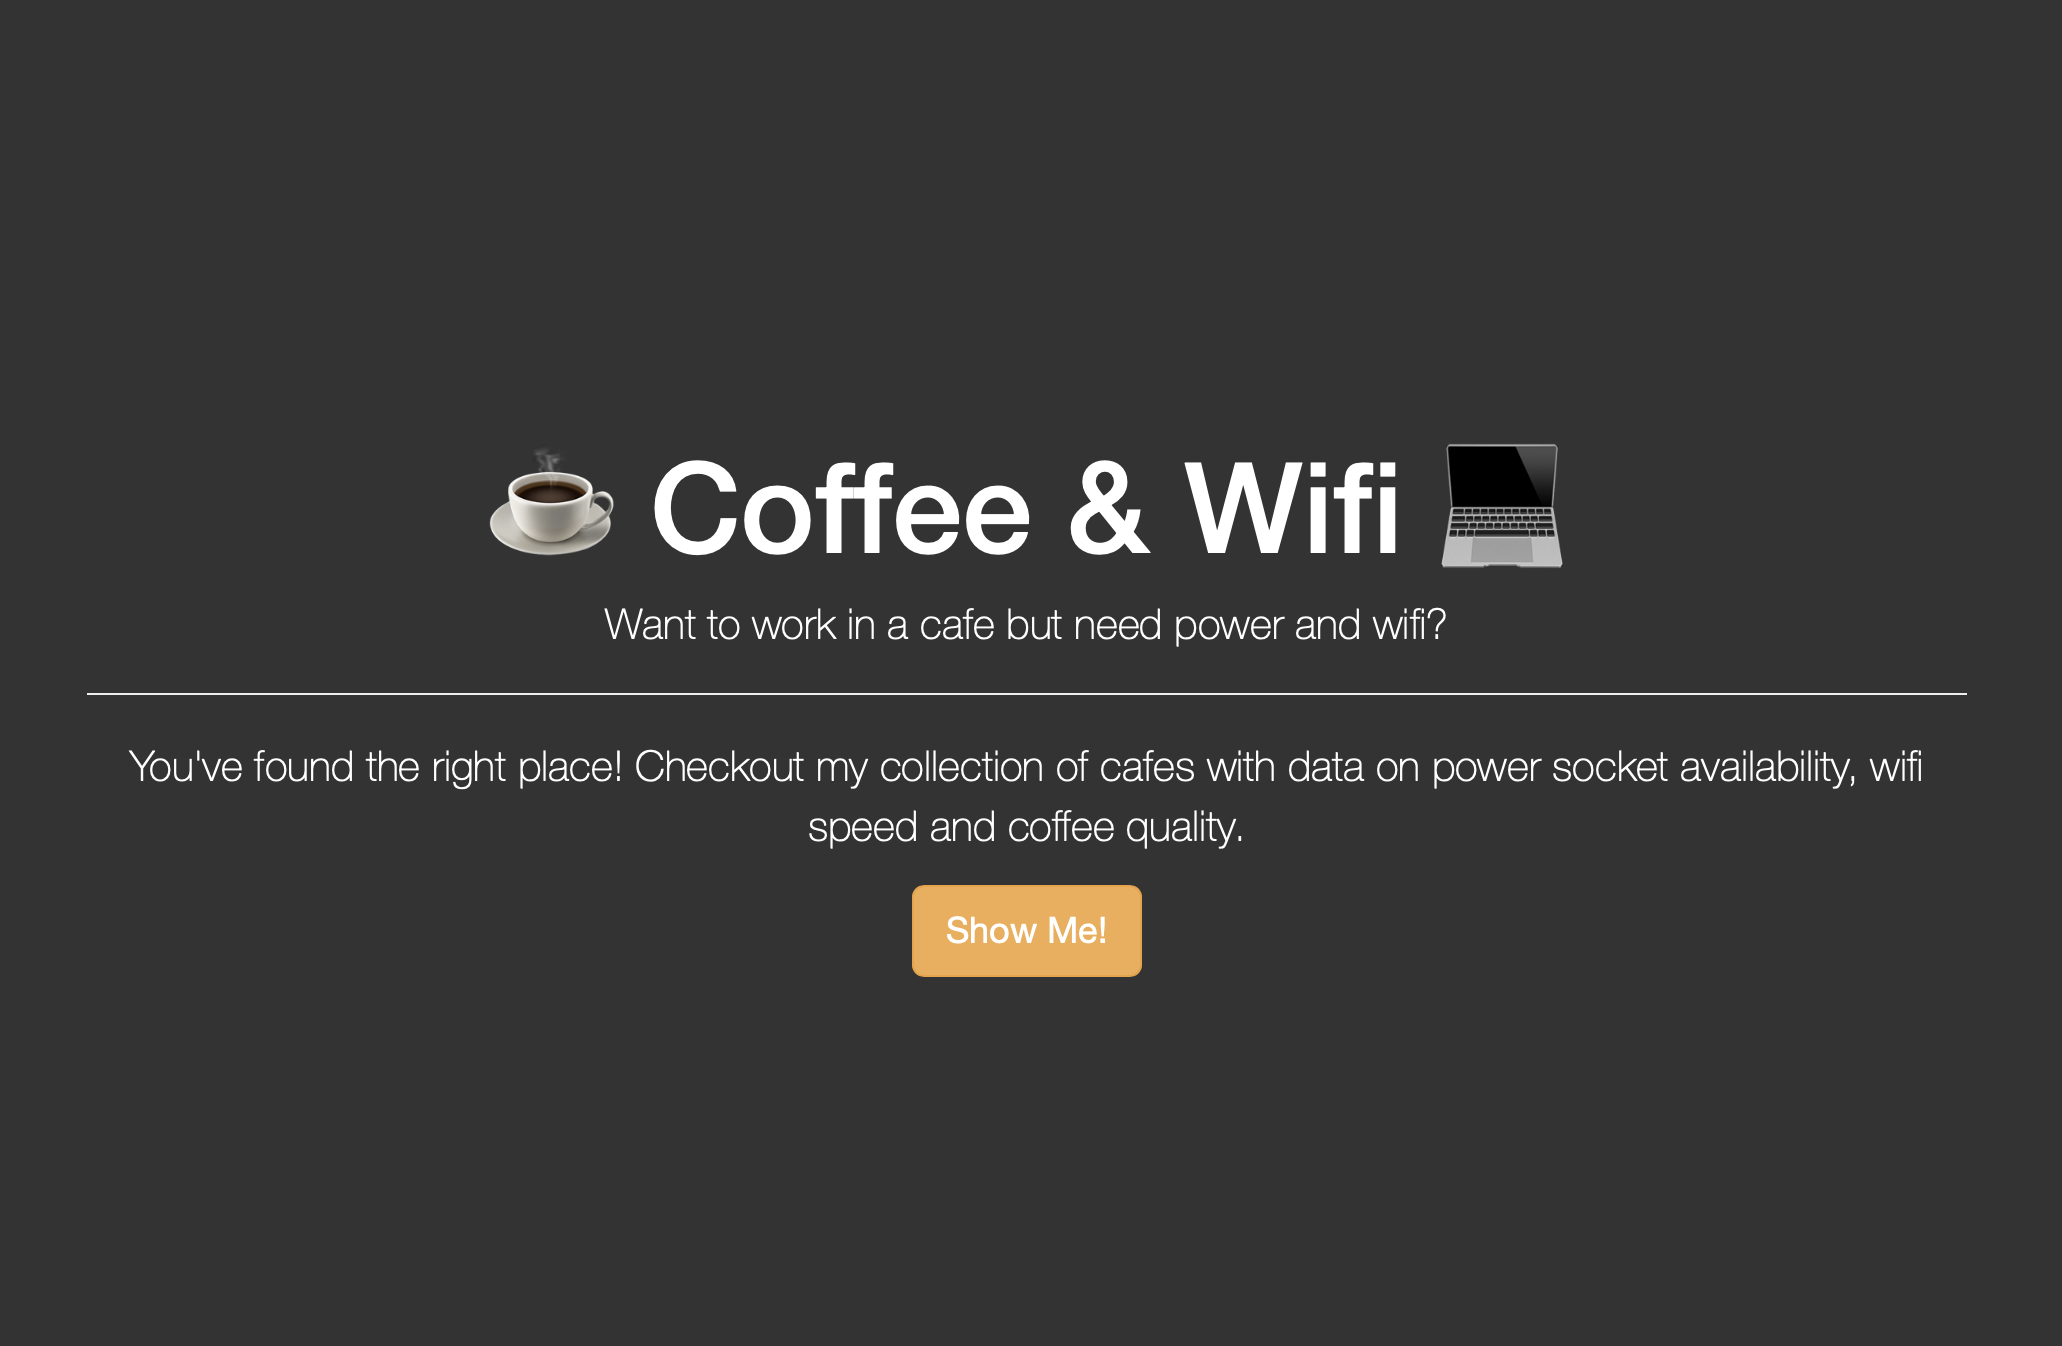 ☕️ Coffee & Wifi 💻
Want to work in a cafe but need power and wifi?
You've found the right place! Checkout my collection of cafes with data on power socket availability, wifi
speed and coffee quality.
Show Me!